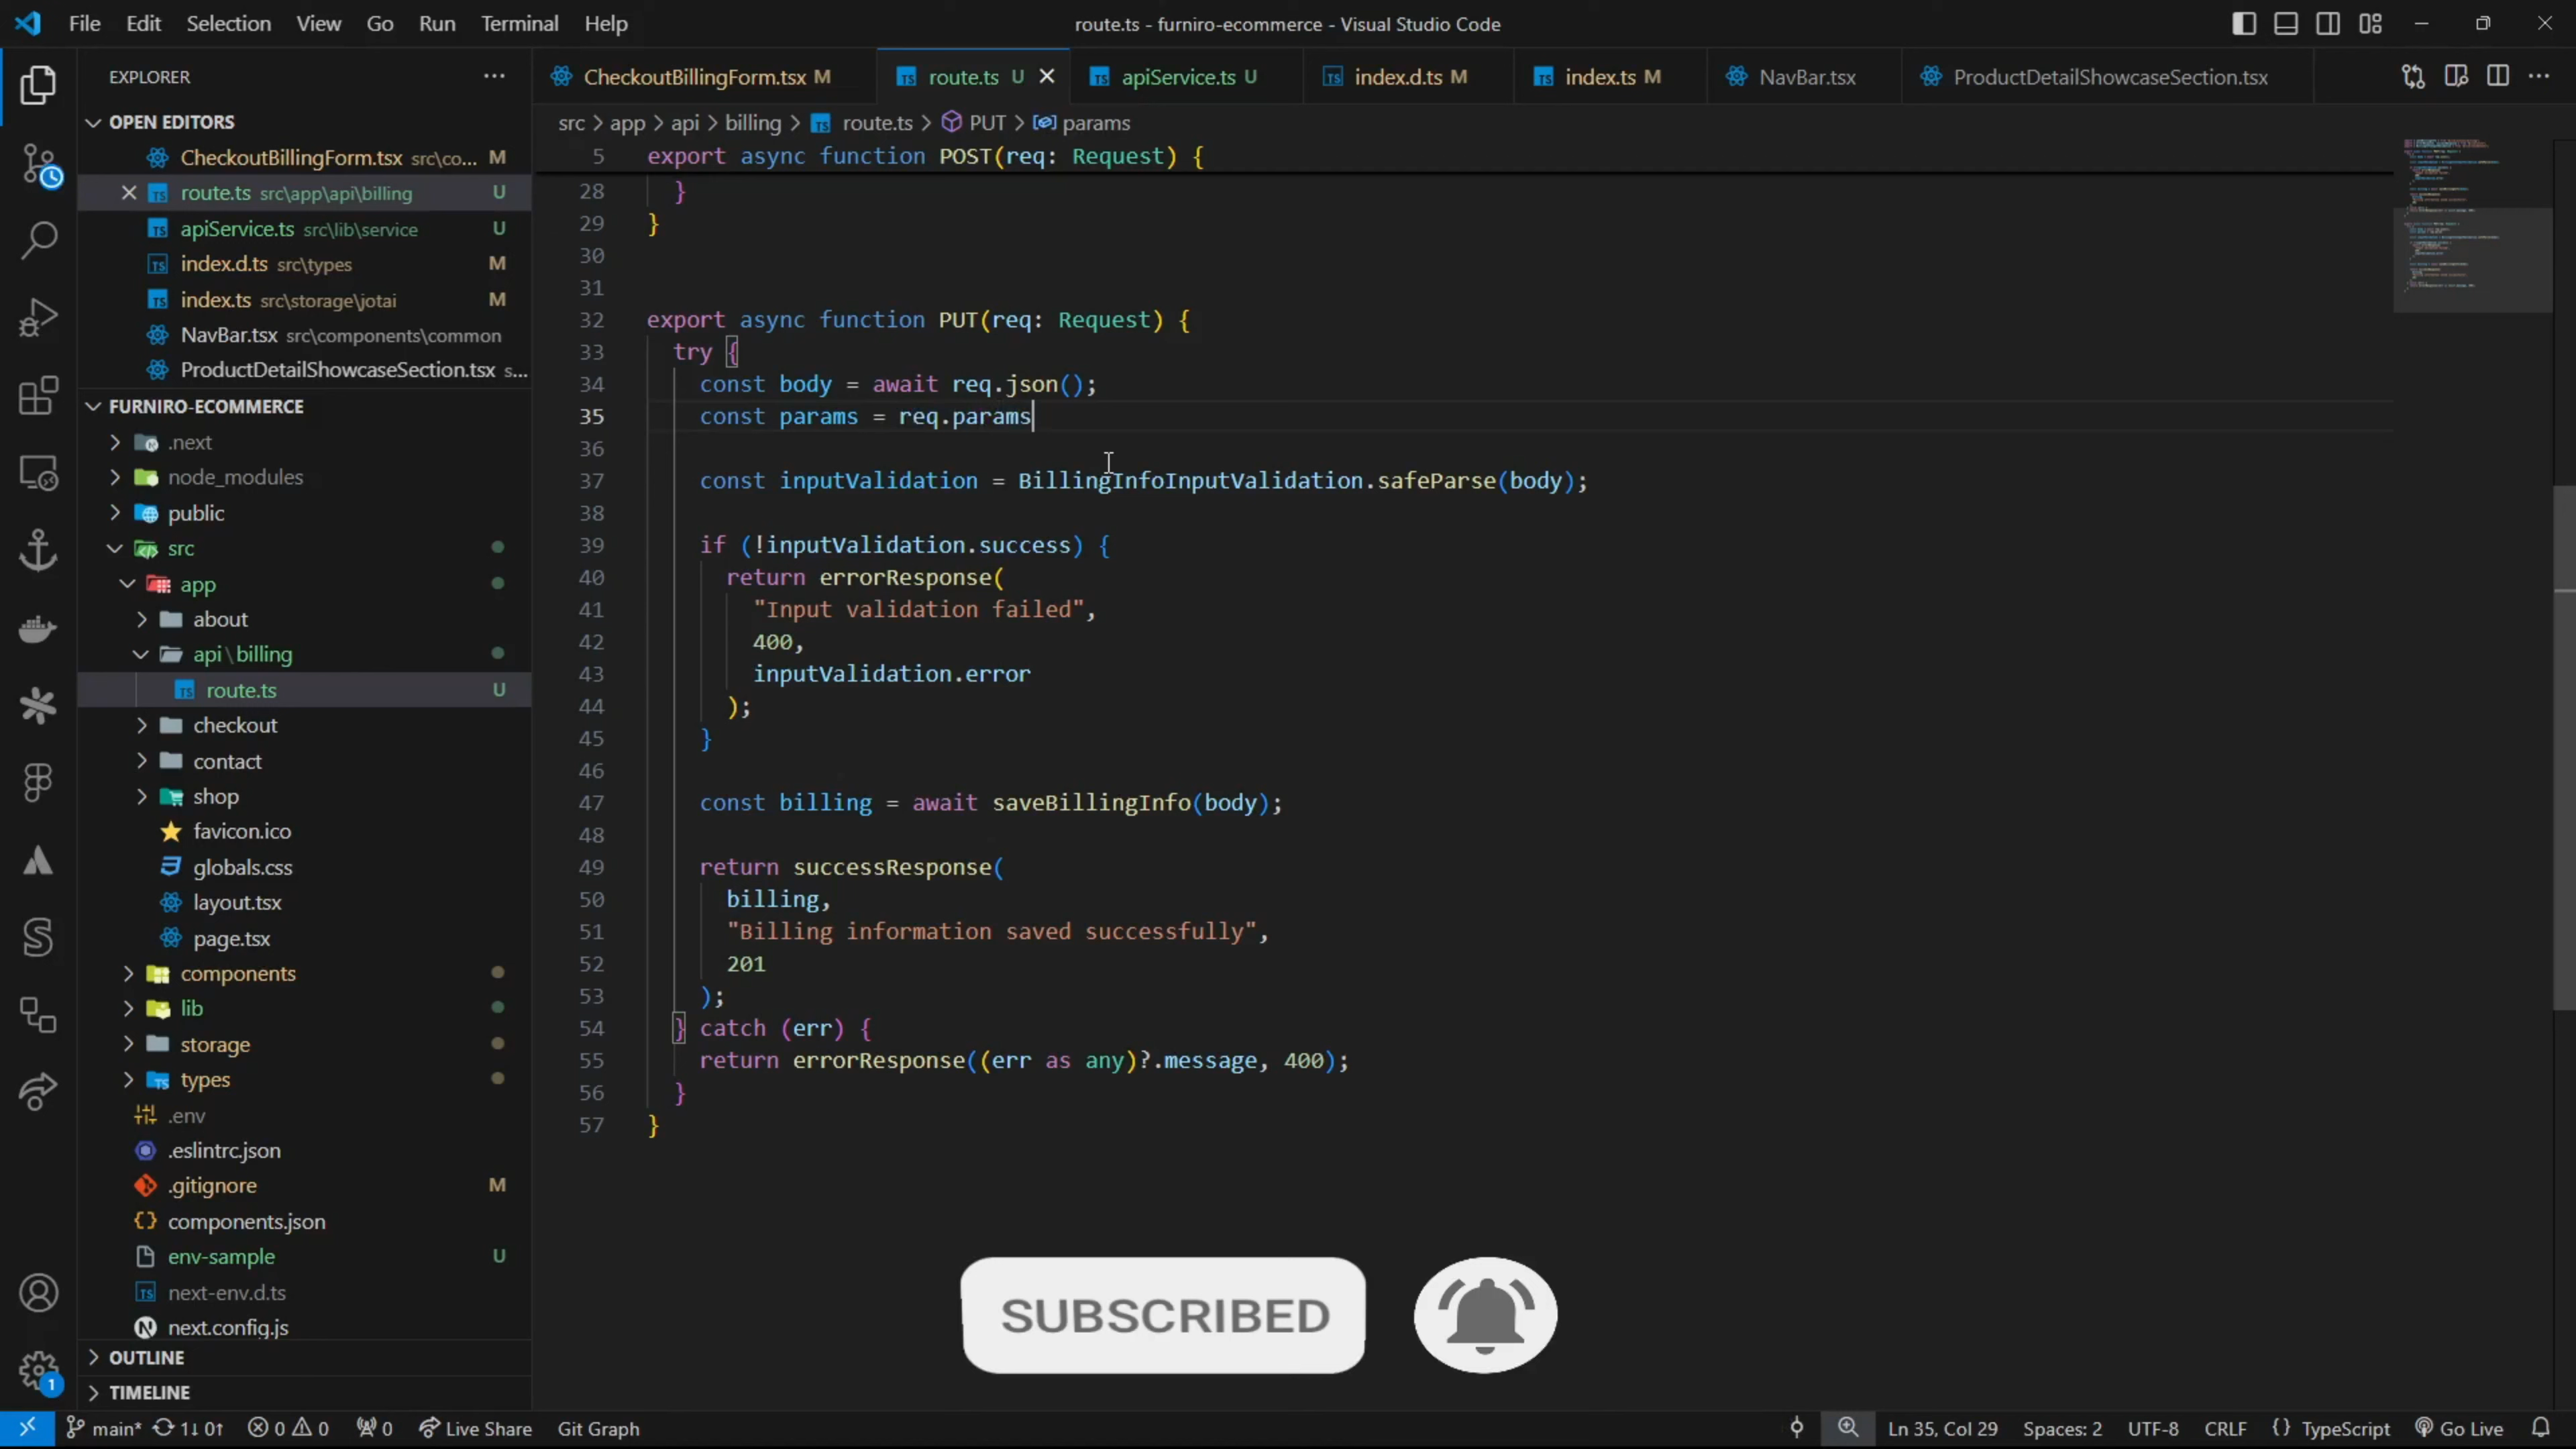 File Edit Selection View Go Run Terminal Help
route.ts - furniro-ecommerce - Visual Studio Code
EXPLORER
OPEN EDITORS
CheckoutBillingForm.tsx src\co... M
route.ts src\app\api\billing U
apiService.ts src\lib\service U
index.d.ts src\types M
index.ts src\storage\jotai M
NavBar.tsx src\components\common
ProductDetailShowcaseSection.tsx s...
FURNIRO-ECOMMERCE
.next
node_modules
public
src
app
about
api\billing
route.ts U
checkout
contact
shop
favicon.ico
globals.css
layout.tsx
page.tsx
components
lib
storage
types
.env
.eslintrc.json
.gitignore M
components.json
env-sample U
next-env.d.ts
next.config.js
OUTLINE
TIMELINE
CheckoutBillingForm.tsx M route.ts U apiService.ts U index.d.ts M index.ts M NavBar.tsx ProductDetailShowcaseSection.tsx
src > app > api > billing > route.ts > PUT > params
5 export async function POST(req: Request) {
28 }
29 }
30
31
32 export async function PUT(req: Request) {
33 try {
34 const body = await req.json();
35 const params = req.params
36
37 const inputValidation = BillingInfoInputValidation.safeParse(body);
38
39 if (!inputValidation.success) {
40 return errorResponse(
41 "Input validation failed",
42 400,
43 inputValidation.error
44 );
45 }
46
47 const billing = await saveBillingInfo(body);
48
49 return successResponse(
50 billing,
51 "Billing information saved successfully",
52 201
53 );
54 } catch (err) {
55 return errorResponse((err as any)?.message, 400);
56 }
57 }
SUBSCRIBED
1
main* 1↓ 0↑ 0 0 0 Live Share Git Graph
Ln 35, Col 29 Spaces: 2 UTF-8 CRLF {} TypeScript Go Live